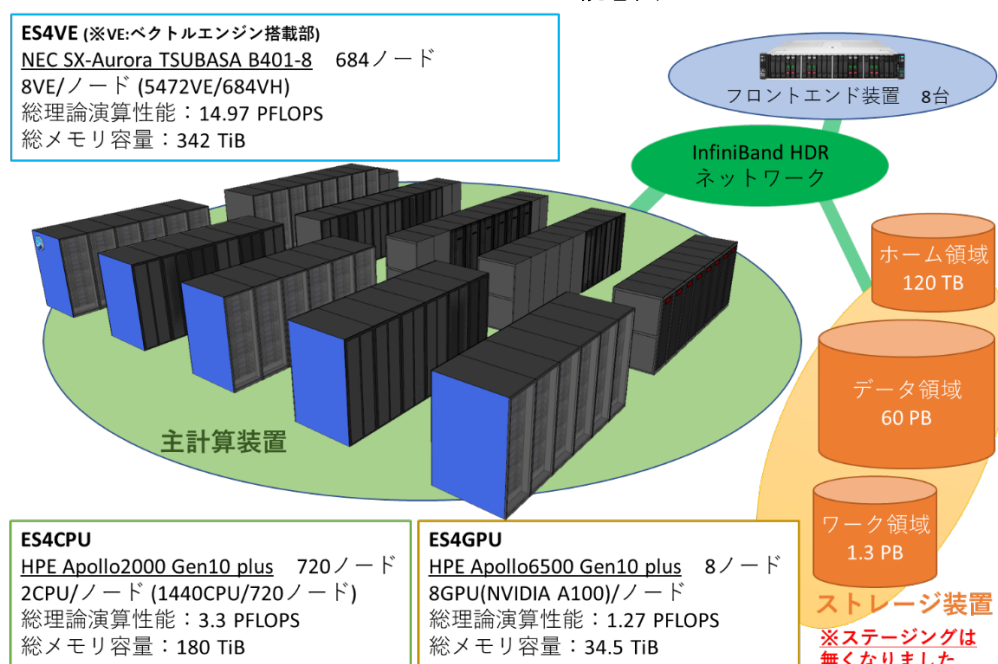 ES4VE (※VE:ベクトルエンジン搭載部)
NEC SX-Aurora TSUBASA B401-8 684ノード
8VE/ノード (5472VE/684VH)
総理論演算性能：14.97 PFLOPS
総メモリ容量：342 TiB
フロントエンド装置 8台
InfiniBand HDR
ネットワーク
ホーム領域
120 TB
データ領域
60 PB
ワーク領域
1.3 PB
ストレージ装置
※ステージングは
無くなりました
主計算装置
ES4CPU
HPE Apollo2000 Gen10 plus 720ノード
2CPU/ノード (1440CPU/720ノード)
総理論演算性能：3.3 PFLOPS
総メモリ容量：180 TiB
ES4GPU
HPE Apollo6500 Gen10 plus 8ノード
8GPU(NVIDIA A100)/ノード
総理論演算性能：1.27 PFLOPS
総メモリ容量：34.5 TiB